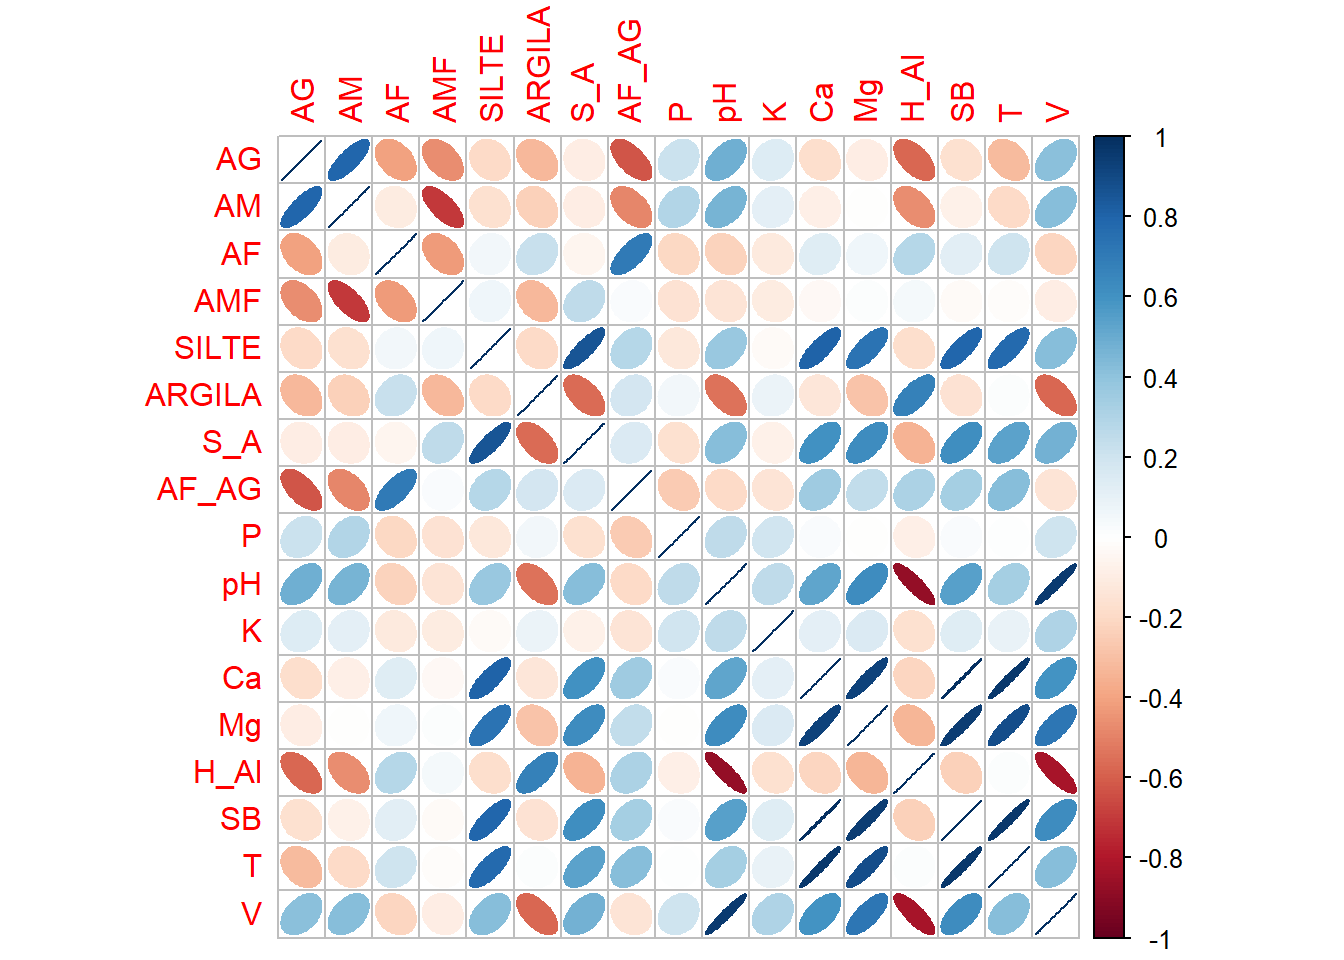 AG AM AF AMF SILTE ARGILA S_A AF_AG P pH K Ca Mg H_Al SB T V
AG
AM
AF
AMF
SILTE
ARGILA
S_A
AF_AG
P
pH
K
Ca
Mg
H_Al
SB
T
V
1
0.8
0.6
0.4
0.2
0
-0.2
-0.4
-0.6
-0.8
-1